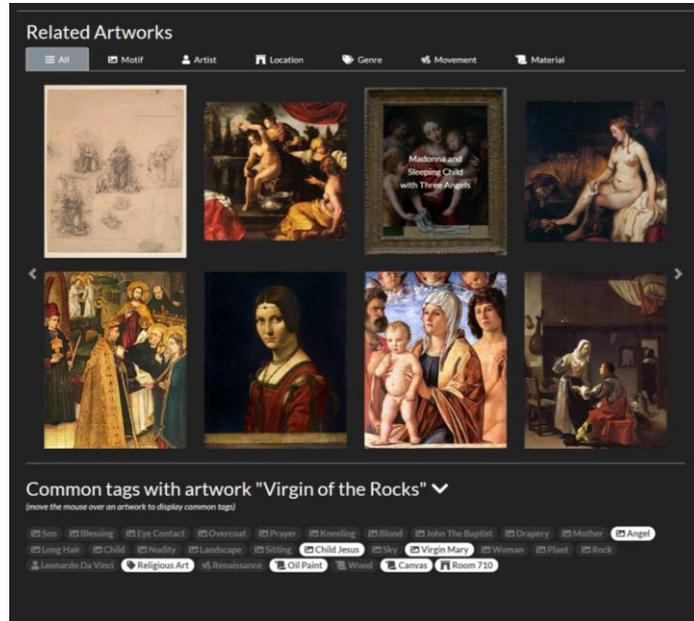 Related Artworks
All Motif Artist Location Genre Movement Material
Madonna and
Sleeping Child
with Three Angels
Common tags with artwork "Virgin of the Rocks"
(move the mouse over an artwork to display common tags)
Son Blessing Eye Contact Overcoat Prayer Kneeling Blond John The Baptist Drapery Mother Angel
Long Hair Child Nudity Landscape Sitting Child Jesus Sky Virgin Mary Woman Plant Rock
Leonardo Da Vinci Religious Art Renaissance Oil Paint Wood Canvas Room 710